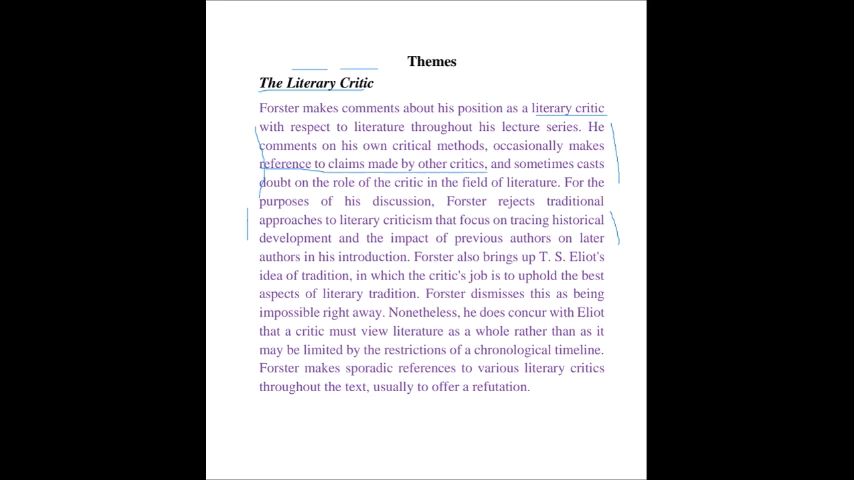 Themes
The Literary Critic
Forster makes comments about his position as a literary critic
with respect to literature throughout his lecture series. He
comments on his own critical methods, occasionally makes
reference to claims made by other critics, and sometimes casts
doubt on the role of the critic in the field of literature. For the
purposes of his discussion, Forster rejects traditional
approaches to literary criticism that focus on tracing historical
development and the impact of previous authors on later
authors in his introduction. Forster also brings up T. S. Eliot's
idea of tradition, in which the critic's job is to uphold the best
aspects of literary tradition. Forster dismisses this as being
impossible right away. Nonetheless, he does concur with Eliot
that a critic must view literature as a whole rather than as it
may be limited by the restrictions of a chronological timeline.
Forster makes sporadic references to various literary critics
throughout the text, usually to offer a refutation.